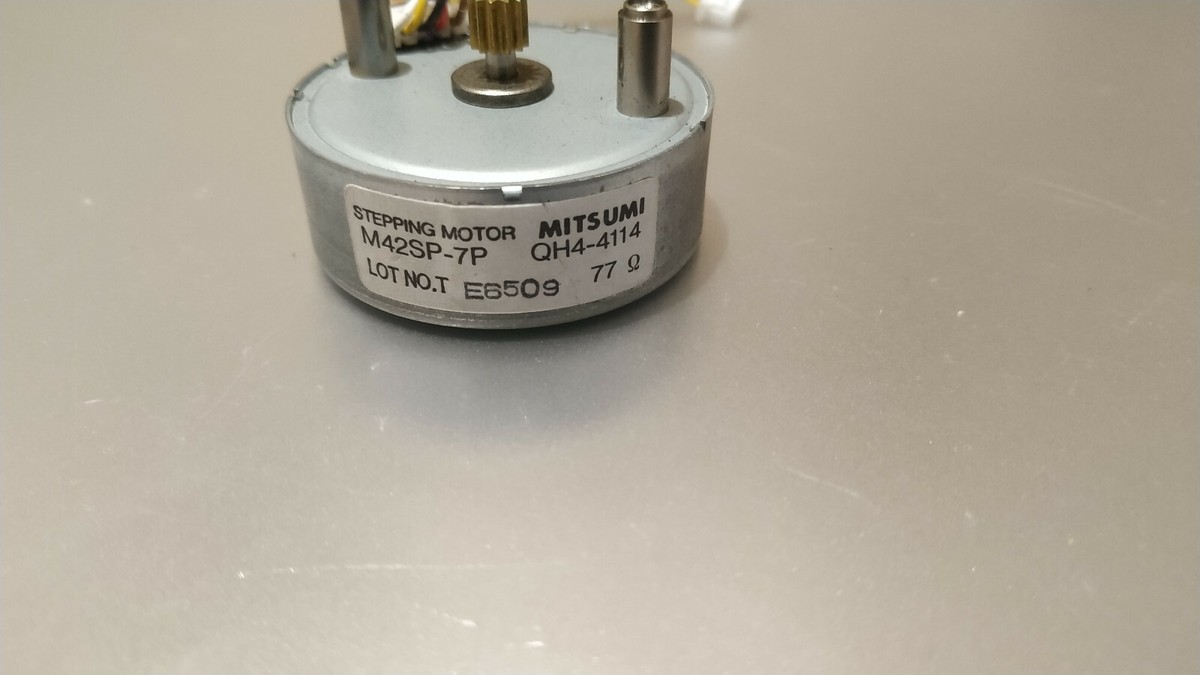 STEPPING MOTOR MITSUMI
M42SP-7P QH4-4114
LOT NO.T E6509 77 Ω